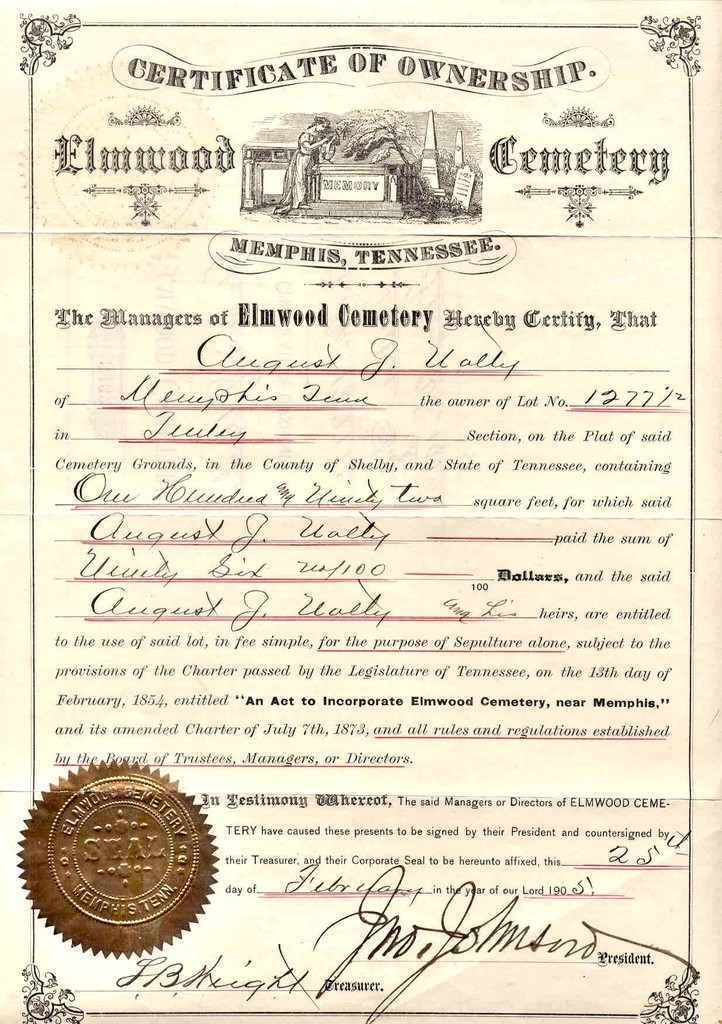 CERTIFICATE OF OWNERSHIP.
Elmwood Cemetery
MEMORY
MEMPHIS, TENNESSEE.
The Managers of Elmwood Cemetery Hereby Certify, That
August J.
of Memphis Tenn the owner of Lot No. 1277 1/2
in Section, on the Plat of said
Cemetery Grounds, in the County of Shelby, and State of Tennessee, containing
One Hundred and Ninety two square feet, for which said
August J. paid the sum of
Ninety Six no/100 100 Dollars, and the said
August J. and his heirs, are entitled
to the use of said lot, in fee simple, for the purpose of Sepulture alone, subject to the
provisions of the Charter passed by the Legislature of Tennessee, on the 13th day of
February, 1854, entitled "An Act to Incorporate Elmwood Cemetery, near Memphis,"
and its amended Charter of July 7th, 1873, and all rules and regulations established
by the Board of Trustees, Managers, or Directors.
In Testimony Whereof, The said Managers or Directors of ELMWOOD CEME-
TERY have caused these presents to be signed by their President and countersigned by
their Treasurer, and their Corporate Seal to be hereunto affixed, this 25th
day of February in the year of our Lord 1905.
ELMWOOD CEMETERY
SEAL
MEMPHIS TENN.
Jno. Johnson President.
Treasurer.